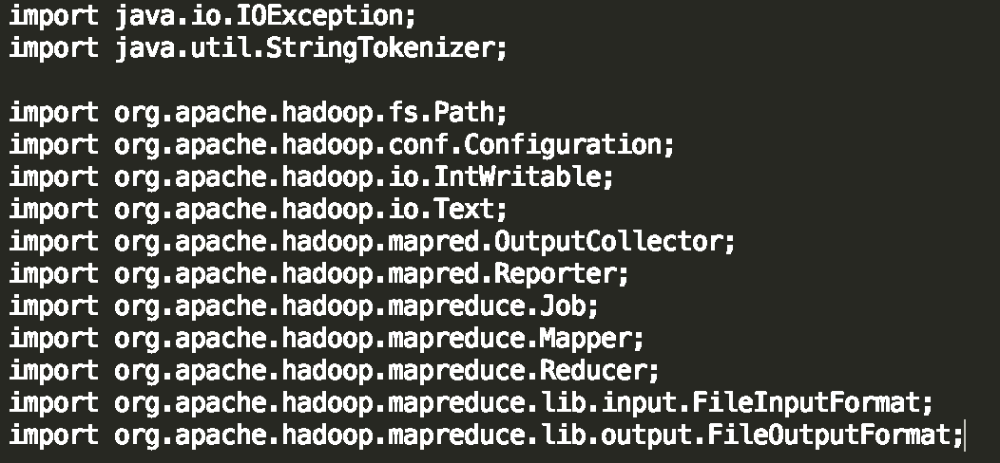 import java.io.IOException;
import java.util.StringTokenizer;
import org.apache.hadoop.fs.Path;
import org.apache.hadoop.conf.Configuration;
import org.apache.hadoop.io.IntWritable;
import org.apache.hadoop.io.Text;
import org.apache.hadoop.mapred.OutputCollector;
import org.apache.hadoop.mapred.Reporter;
import org.apache.hadoop.mapreduce.Job;
import org.apache.hadoop.mapreduce.Mapper;
import org.apache.hadoop.mapreduce.Reducer;
import org.apache.hadoop.mapreduce.lib.input.FileInputFormat;
import org.apache.hadoop.mapreduce.lib.output.FileOutputFormat;